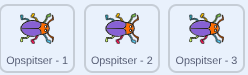 Opspitser - 1
Opspitser - 2
Opspitser - 3